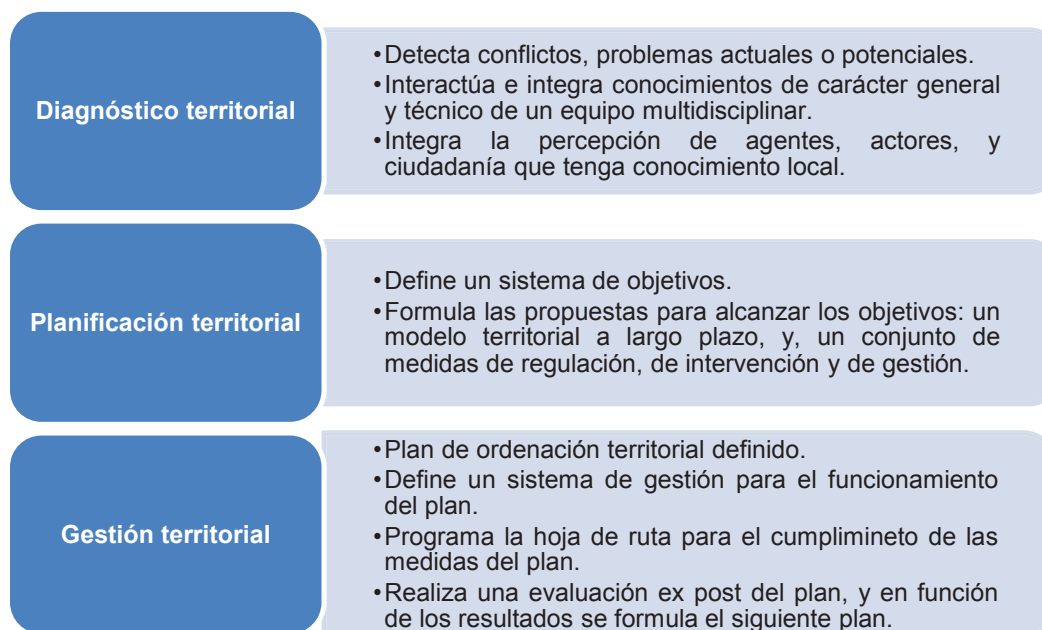 Diagnóstico territorial
•Detecta conflictos, problemas actuales o potenciales.
•Interactúa e integra conocimientos de carácter general
y técnico de un equipo multidisciplinar.
•Integra la percepción de agentes, actores, y
ciudadanía que tenga conocimiento local.
Planificación territorial
•Define un sistema de objetivos.
•Formula las propuestas para alcanzar los objetivos: un
modelo territorial a largo plazo, y, un conjunto de
medidas de regulación, de intervención y de gestión.
Gestión territorial
•Plan de ordenación territorial definido.
•Define un sistema de gestión para el funcionamiento
del plan.
•Programa la hoja de ruta para el cumplimineto de las
medidas del plan.
•Realiza una evaluación ex post del plan, y en función
de los resultados se formula el siguiente plan.